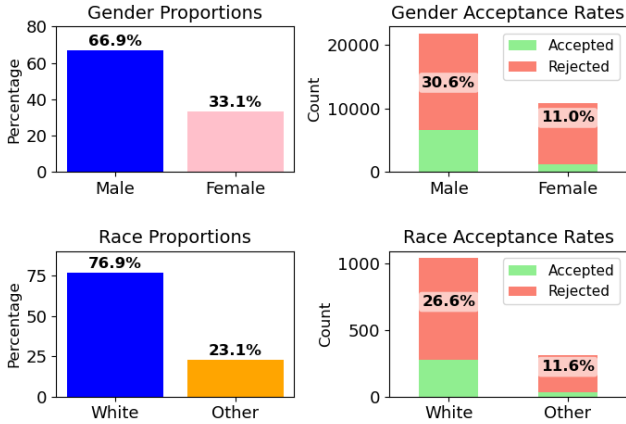 Gender Proportions
Percentage
80
60
40
20
0
66.9%
33.1%
Male Female
Gender Acceptance Rates
Count
20000
10000
0
Accepted
Rejected
30.6%
11.0%
Male Female
Race Proportions
Percentage
75
50
25
0
76.9%
23.1%
White Other
Race Acceptance Rates
Count
1000
500
0
Accepted
Rejected
26.6%
11.6%
White Other